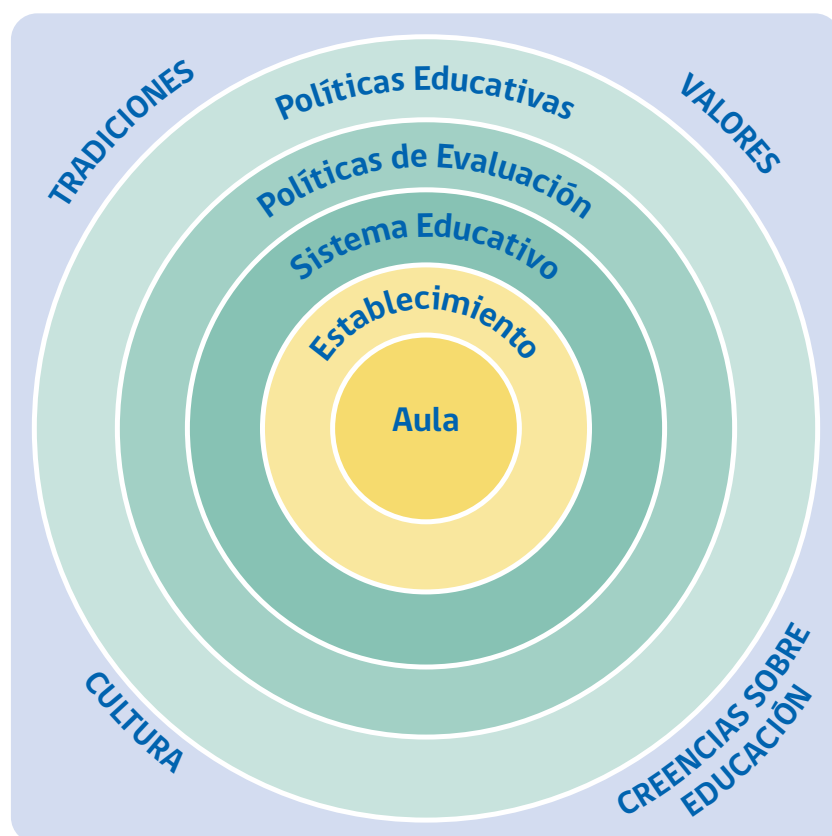 TRADICIONES
Políticas Educativas
VALORES
Políticas de Evaluación
Sistema Educativo
Establecimiento
Aula
CULTURA
CREENCIAS SOBRE
EDUCACIÓN